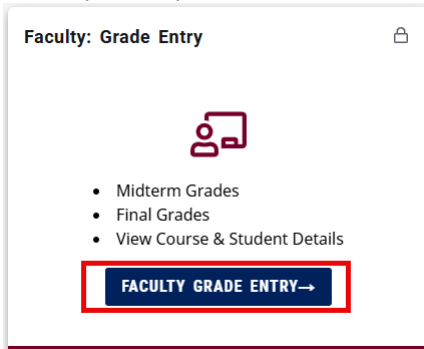 Faculty: Grade Entry
• Midterm Grades
• Final Grades
• View Course & Student Details
FACULTY GRADE ENTRY→